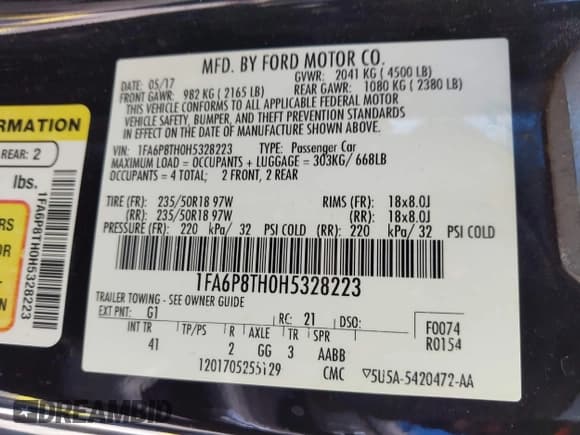 MFD. BY FORD MOTOR CO.
DATE: 05/17 GVWR: 2041 KG ( 4500 LB)
FRONT GAWR: 982 KG ( 2165 LB) REAR GAWR: 1080 KG ( 2380 LB)
THIS VEHICLE CONFORMS TO ALL APPLICABLE FEDERAL MOTOR
VEHICLE SAFETY, BUMPER, AND THEFT PREVENTION STANDARDS
IN EFFECT ON THE DATE OF MANUFACTURE SHOWN ABOVE.
VIN: 1FA6P8TH0H5328223 TYPE: Passenger Car
MAXIMUM LOAD = OCCUPANTS + LUGGAGE = 303KG/ 668LB
OCCUPANTS = 4 TOTAL: 2 FRONT, 2 REAR
TIRE (FR): 235/50R18 97W RIMS (FR): 18x8.0J
(RR): 235/50R18 97W (RR): 18x8.0J
PRESSURE (FR): 220 kPa/ 32 PSI COLD (RR): 220 kPa/ 32 PSI COLD
1FA6P8TH0H5328223
TRAILER TOWING - SEE OWNER GUIDE
EXT PNT: G1 RC: 21 DSO:
INT TR TP/PS R AXLE TR SPR
41 2 GG 3 AABB
F0074
R0154
1201705255129 CMC 5U5A-5420472-AA
ORMATION
REAR: 2
lbs.
RS
OR
1FA6P8TH0H5328223
DREAMBID